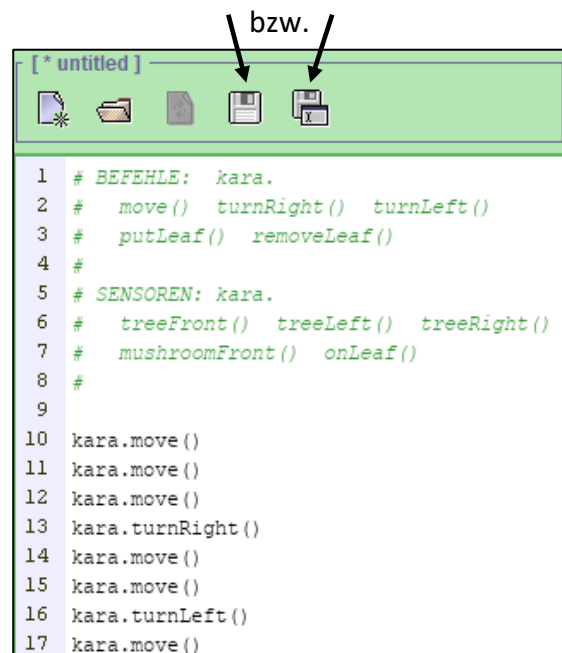 bzw.
[ * untitled ]
1 # BEFEHLE:  kara.
2 #   move()  turnRight()  turnLeft()
3 #   putLeaf()  removeLeaf()
4 #
5 # SENSOREN: kara.
6 #   treeFront()  treeLeft()  treeRight()
7 #   mushroomFront()  onLeaf()
8 #
9
10 kara.move()
11 kara.move()
12 kara.move()
13 kara.turnRight()
14 kara.move()
15 kara.move()
16 kara.turnLeft()
17 kara.move()